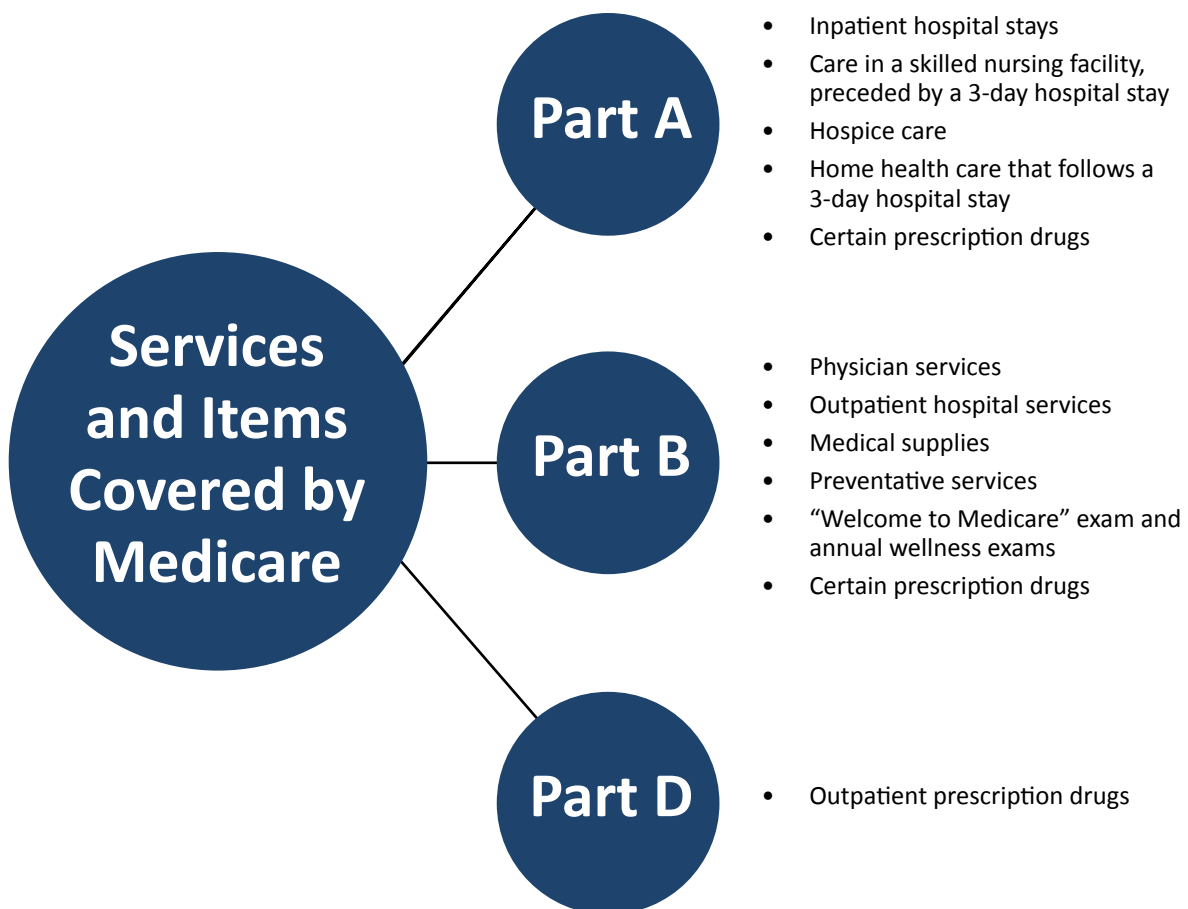 Services
and Items
Covered by
Medicare
Part A
• Inpatient hospital stays
• Care in a skilled nursing facility,
preceded by a 3-day hospital stay
• Hospice care
• Home health care that follows a
3-day hospital stay
• Certain prescription drugs
Part B
• Physician services
• Outpatient hospital services
• Medical supplies
• Preventative services
• “Welcome to Medicare” exam and
annual wellness exams
• Certain prescription drugs
Part D
• Outpatient prescription drugs